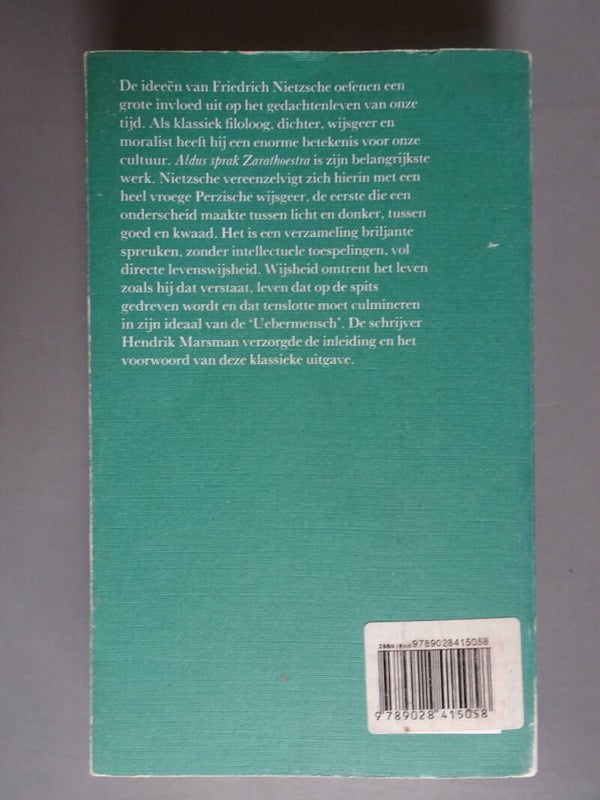 De ideeën van Friedrich Nietzsche oefenen een
grote invloed uit op het gedachtenleven van onze
tijd. Als klassiek filoloog, dichter, wijsgeer en
moralist heeft hij een enorme betekenis voor onze
cultuur. Aldus sprak Zarathoestra is zijn belangrijkste
werk. Nietzsche vereenzelvigt zich hierin met een
heel vroege Perzische wijsgeer, de eerste die een
onderscheid maakte tussen licht en donker, tussen
goed en kwaad. Het is een verzameling briljante
spreuken, zonder intellectuele toespelingen, vol
directe levenswijsheid. Wijsheid omtrent het leven
zoals hij dat verstaat, leven dat op de spits
gedreven wordt en dat tenslotte moet culmineren
in zijn ideaal van de ‘Uebermensch’. De schrijver
Hendrik Marsman verzorgde de inleiding en het
voorwoord van deze klassieke uitgave.
9789028415058
9 789028 415058